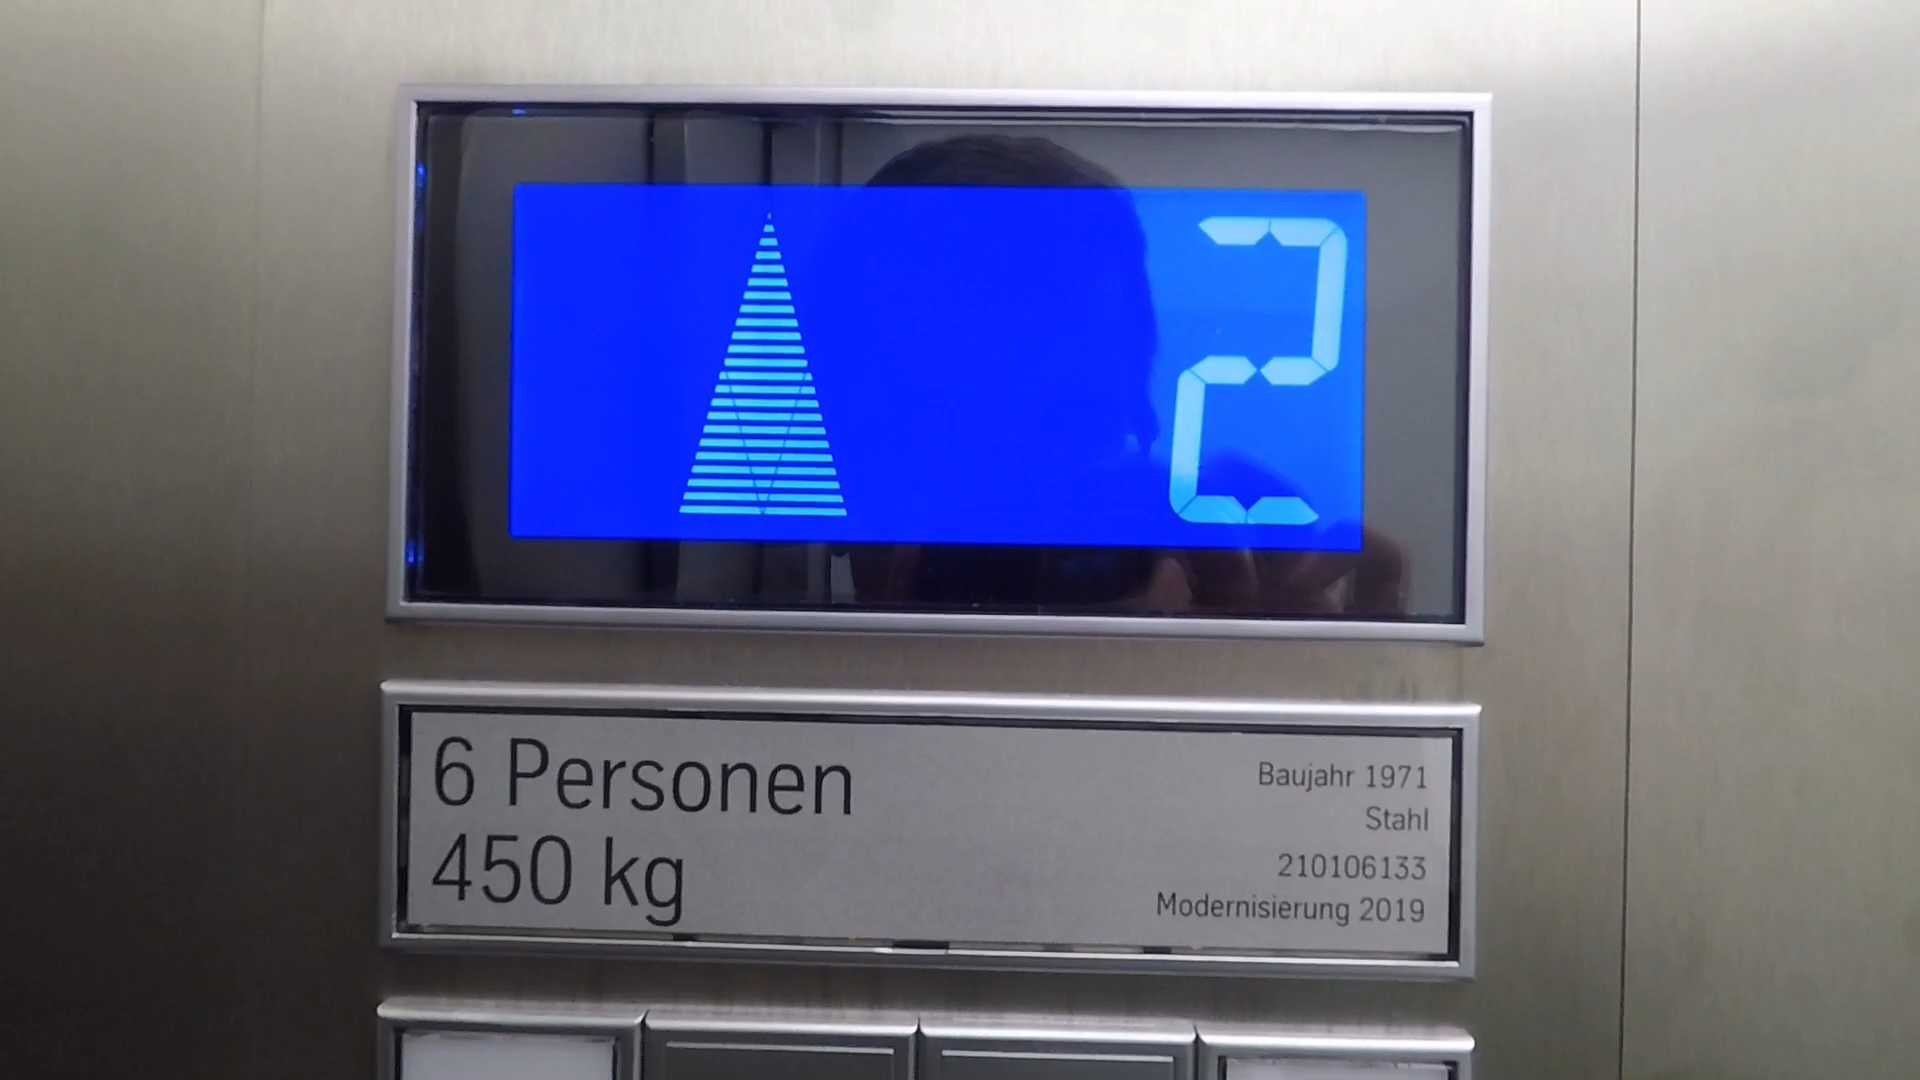 2
6 Personen
450 kg
Baujahr 1971
Stahl
210106133
Modernisierung 2019